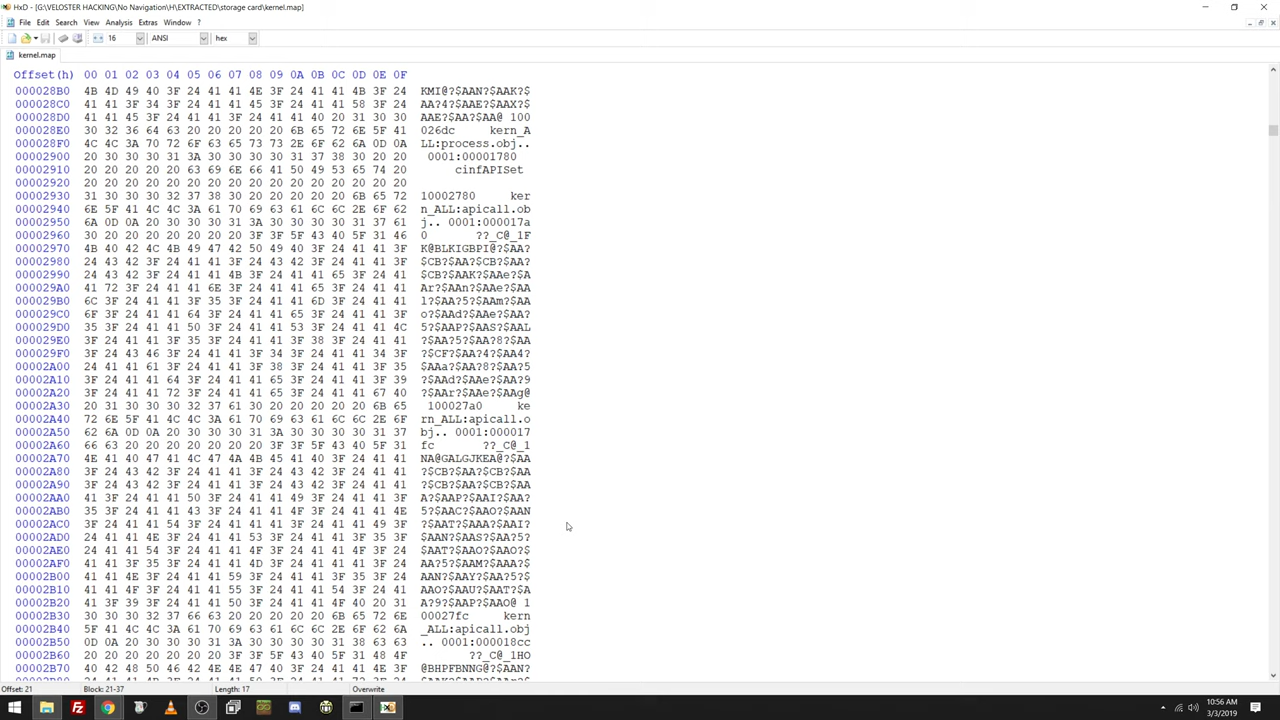 HxD - [G:\VELOSTER HACKING\No Navigation\H\EXTRACTED\storage card\kernel.map]
File Edit Search View Analysis Extras Window ?
16 ANSI hex
kernel.map
Offset(h) 00 01 02 03 04 05 06 07 08 09 0A 0B 0C 0D 0E 0F
000028B0 4B 4D 49 40 3F 24 41 41 4E 3F 24 41 41 4B 3F 24 KMI@?$AAN?$AAK?$
000028C0 41 41 3F 34 3F 24 41 41 45 3F 24 41 41 58 3F 24 AA?4?$AAE?$AAX?$
000028D0 41 41 45 3F 24 41 41 3F 24 41 41 40 20 31 30 30 AAE?$AA?$AA@ 100
000028E0 30 32 36 64 63 20 20 20 20 20 6B 65 72 6E 5F 41 026dc     kern_A
000028F0 4C 4C 3A 70 72 6F 63 65 73 73 2E 6F 62 6A 0D 0A LL:process.obj..
00002900 20 30 30 30 31 3A 30 30 30 30 31 37 38 30 20 20  0001:00001780
00002910 20 20 20 20 20 63 69 6E 66 41 50 49 53 65 74 20      cinfAPISet
00002920 20 20 20 20 20 20 20 20 20 20 20 20 20 20 20 20
00002930 31 30 30 30 32 37 38 30 20 20 20 20 20 6B 65 72 10002780     ker
00002940 6E 5F 41 4C 4C 3A 61 70 69 63 61 6C 6C 2E 6F 62 n_ALL:apicall.ob
00002950 6A 0D 0A 20 30 30 30 31 3A 30 30 30 30 31 37 61 j.. 0001:000017a
00002960 30 20 20 20 20 20 20 20 3F 3F 5F 43 40 5F 31 46 0       ??_C@_1F
00002970 4B 40 42 4C 4B 49 47 42 50 49 40 3F 24 41 41 3F K@BLKIGBPI@?$AA?
00002980 24 43 42 3F 24 41 41 3F 24 43 42 3F 24 41 41 3F $CB?$AA?$CB?$AA?
00002990 24 43 42 3F 24 41 41 4B 3F 24 41 41 65 3F 24 41 $CB?$AAK?$AAe?$A
000029A0 41 72 3F 24 41 41 6E 3F 24 41 41 65 3F 24 41 41 Ar?$AAn?$AAe?$AA
000029B0 6C 3F 24 41 41 3F 35 3F 24 41 41 6D 3F 24 41 41 l?$AA?5?$AAm?$AA
000029C0 6F 3F 24 41 41 64 3F 24 41 41 65 3F 24 41 41 3F o?$AAd?$AAe?$AA?
000029D0 35 3F 24 41 41 50 3F 24 41 41 53 3F 24 41 41 4C 5?$AAP?$AAS?$AAL
000029E0 3F 24 41 41 3F 35 3F 24 41 41 3F 38 3F 24 41 41 ?$AA?5?$AA?8?$AA
000029F0 3F 24 43 46 3F 24 41 41 3F 34 3F 24 41 41 34 3F ?$CF?$AA?4?$AA4?
00002A00 24 41 41 61 3F 24 41 41 3F 38 3F 24 41 41 3F 35 $AAa?$AA?8?$AA?5
00002A10 3F 24 41 41 64 3F 24 41 41 65 3F 24 41 41 3F 39 ?$AAd?$AAe?$AA?9
00002A20 3F 24 41 41 72 3F 24 41 41 65 3F 24 41 41 67 40 ?$AAr?$AAe?$AAg@
00002A30 20 31 30 30 30 32 37 61 30 20 20 20 20 20 6B 65  100027a0     ke
00002A40 72 6E 5F 41 4C 4C 3A 61 70 69 63 61 6C 6C 2E 6F rn_ALL:apicall.o
00002A50 62 6A 0D 0A 20 30 30 30 31 3A 30 30 30 30 31 37 bj.. 0001:000017
00002A60 66 63 20 20 20 20 20 20 20 3F 3F 5F 43 40 5F 31 fc       ??_C@_1
00002A70 4E 41 40 47 41 4C 47 4A 4B 45 41 40 3F 24 41 41 NA@GALGJKEA@?$AA
00002A80 3F 24 43 42 3F 24 41 41 3F 24 43 42 3F 24 41 41 ?$CB?$AA?$CB?$AA
00002A90 3F 24 43 42 3F 24 41 41 3F 24 43 42 3F 24 41 41 ?$CB?$AA?$CB?$AA
00002AA0 41 3F 24 41 41 50 3F 24 41 41 49 3F 24 41 41 3F A?$AAP?$AAI?$AA?
00002AB0 35 3F 24 41 41 43 3F 24 41 41 4F 3F 24 41 41 4E 5?$AAC?$AAO?$AAN
00002AC0 3F 24 41 41 54 3F 24 41 41 41 3F 24 41 41 49 3F ?$AAT?$AAA?$AAI?
00002AD0 24 41 41 4E 3F 24 41 41 53 3F 24 41 41 3F 35 3F $AAN?$AAS?$AA?5?
00002AE0 24 41 41 54 3F 24 41 41 4F 3F 24 41 41 4F 3F 24 $AAT?$AAO?$AAO?$
00002AF0 41 41 3F 35 3F 24 41 41 4D 3F 24 41 41 41 3F 24 AA?5?$AAM?$AAA?$
00002B00 41 41 4E 3F 24 41 41 59 3F 24 41 41 3F 35 3F 24 AAN?$AAY?$AA?5?$
00002B10 41 41 4F 3F 24 41 41 55 3F 24 41 41 54 3F 24 41 AAO?$AAU?$AAT?$A
00002B20 41 3F 39 3F 24 41 41 50 3F 24 41 41 4F 40 20 31 A?9?$AAP?$AAO@ 1
00002B30 30 30 30 32 37 66 63 20 20 20 20 20 6B 65 72 6E 00027fc     kern
00002B40 5F 41 4C 4C 3A 61 70 69 63 61 6C 6C 2E 6F 62 6A _ALL:apicall.obj
00002B50 0D 0A 20 30 30 30 31 3A 30 30 30 30 31 38 63 63 .. 0001:000018cc
00002B60 20 20 20 20 20 20 20 3F 3F 5F 43 40 5F 31 48 4F        ??_C@_1HO
00002B70 40 42 48 50 46 42 4E 4E 47 40 3F 24 41 41 4E 3F @BHPFBNNG@?$AAN?
Offset: 21 Block: 21-37 Length: 17 Overwrite
10:56 AM
3/3/2019